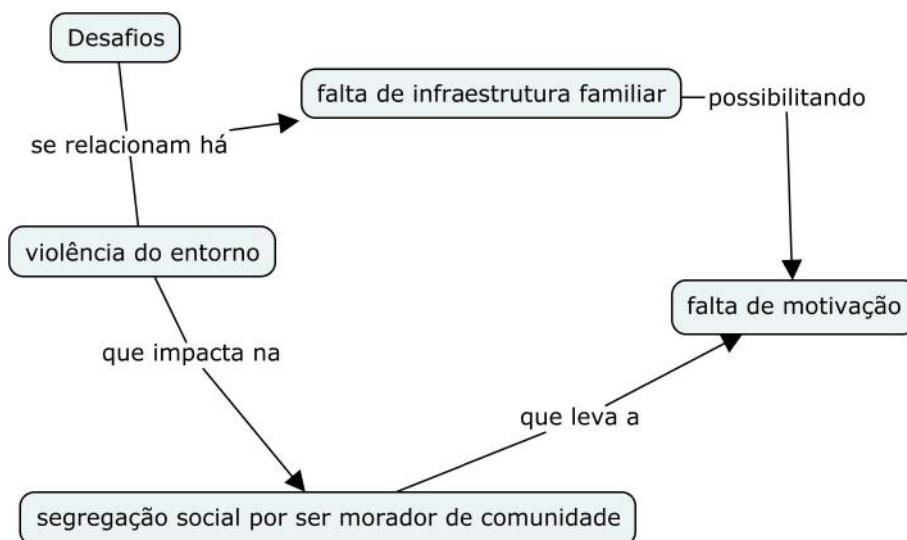 Desafios
falta de infraestrutura familiar
possibilitando
se relacionam há
violência do entorno
falta de motivação
que impacta na
que leva a
segregação social por ser morador de comunidade